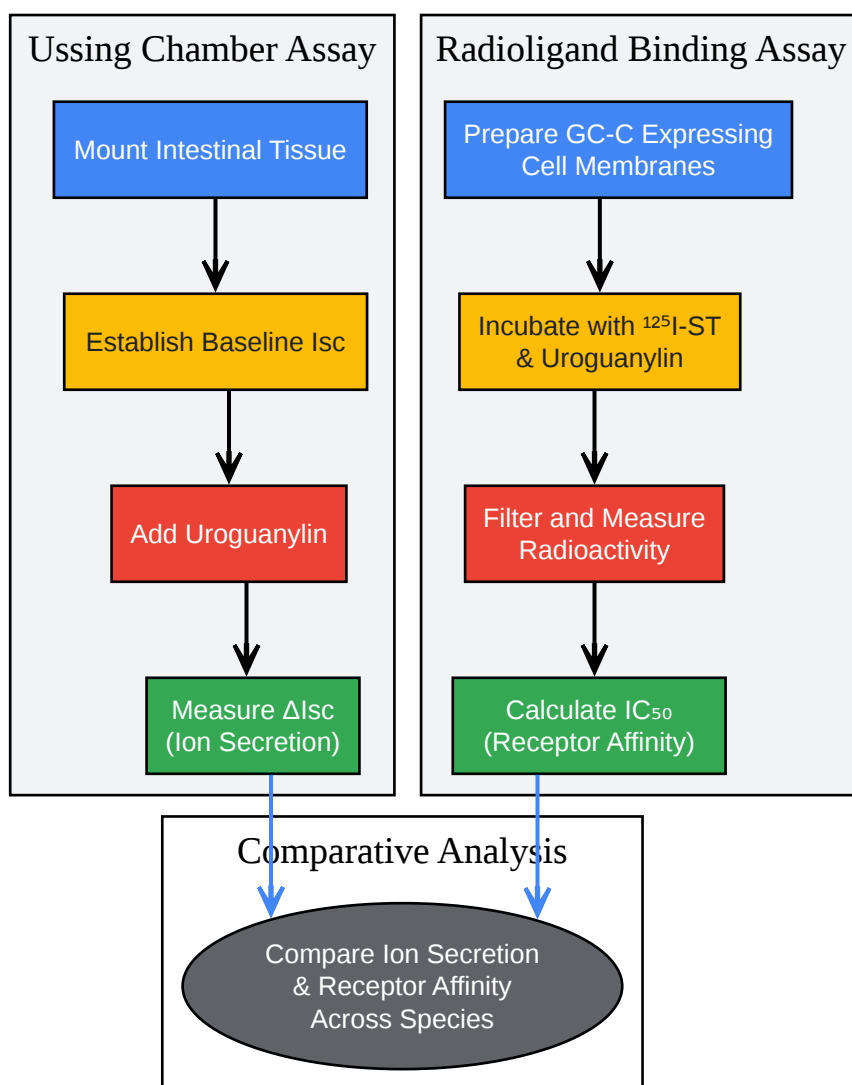 Ussing Chamber Assay
Mount Intestinal Tissue
Establish Baseline Isc
Add Uroguanylin
Measure ΔIsc
(Ion Secretion)
Radioligand Binding Assay
Prepare GC-C Expressing
Cell Membranes
Incubate with ¹²⁵I-ST
& Uroguanylin
Filter and Measure
Radioactivity
Calculate IC₅₀
(Receptor Affinity)
Comparative Analysis
Compare Ion Secretion
& Receptor Affinity
Across Species